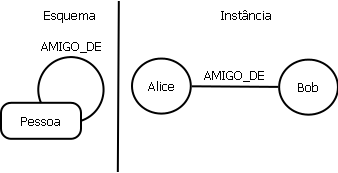 Esquema
Instância
AMIGO_DE
Pessoa
Alice
AMIGO_DE
Bob